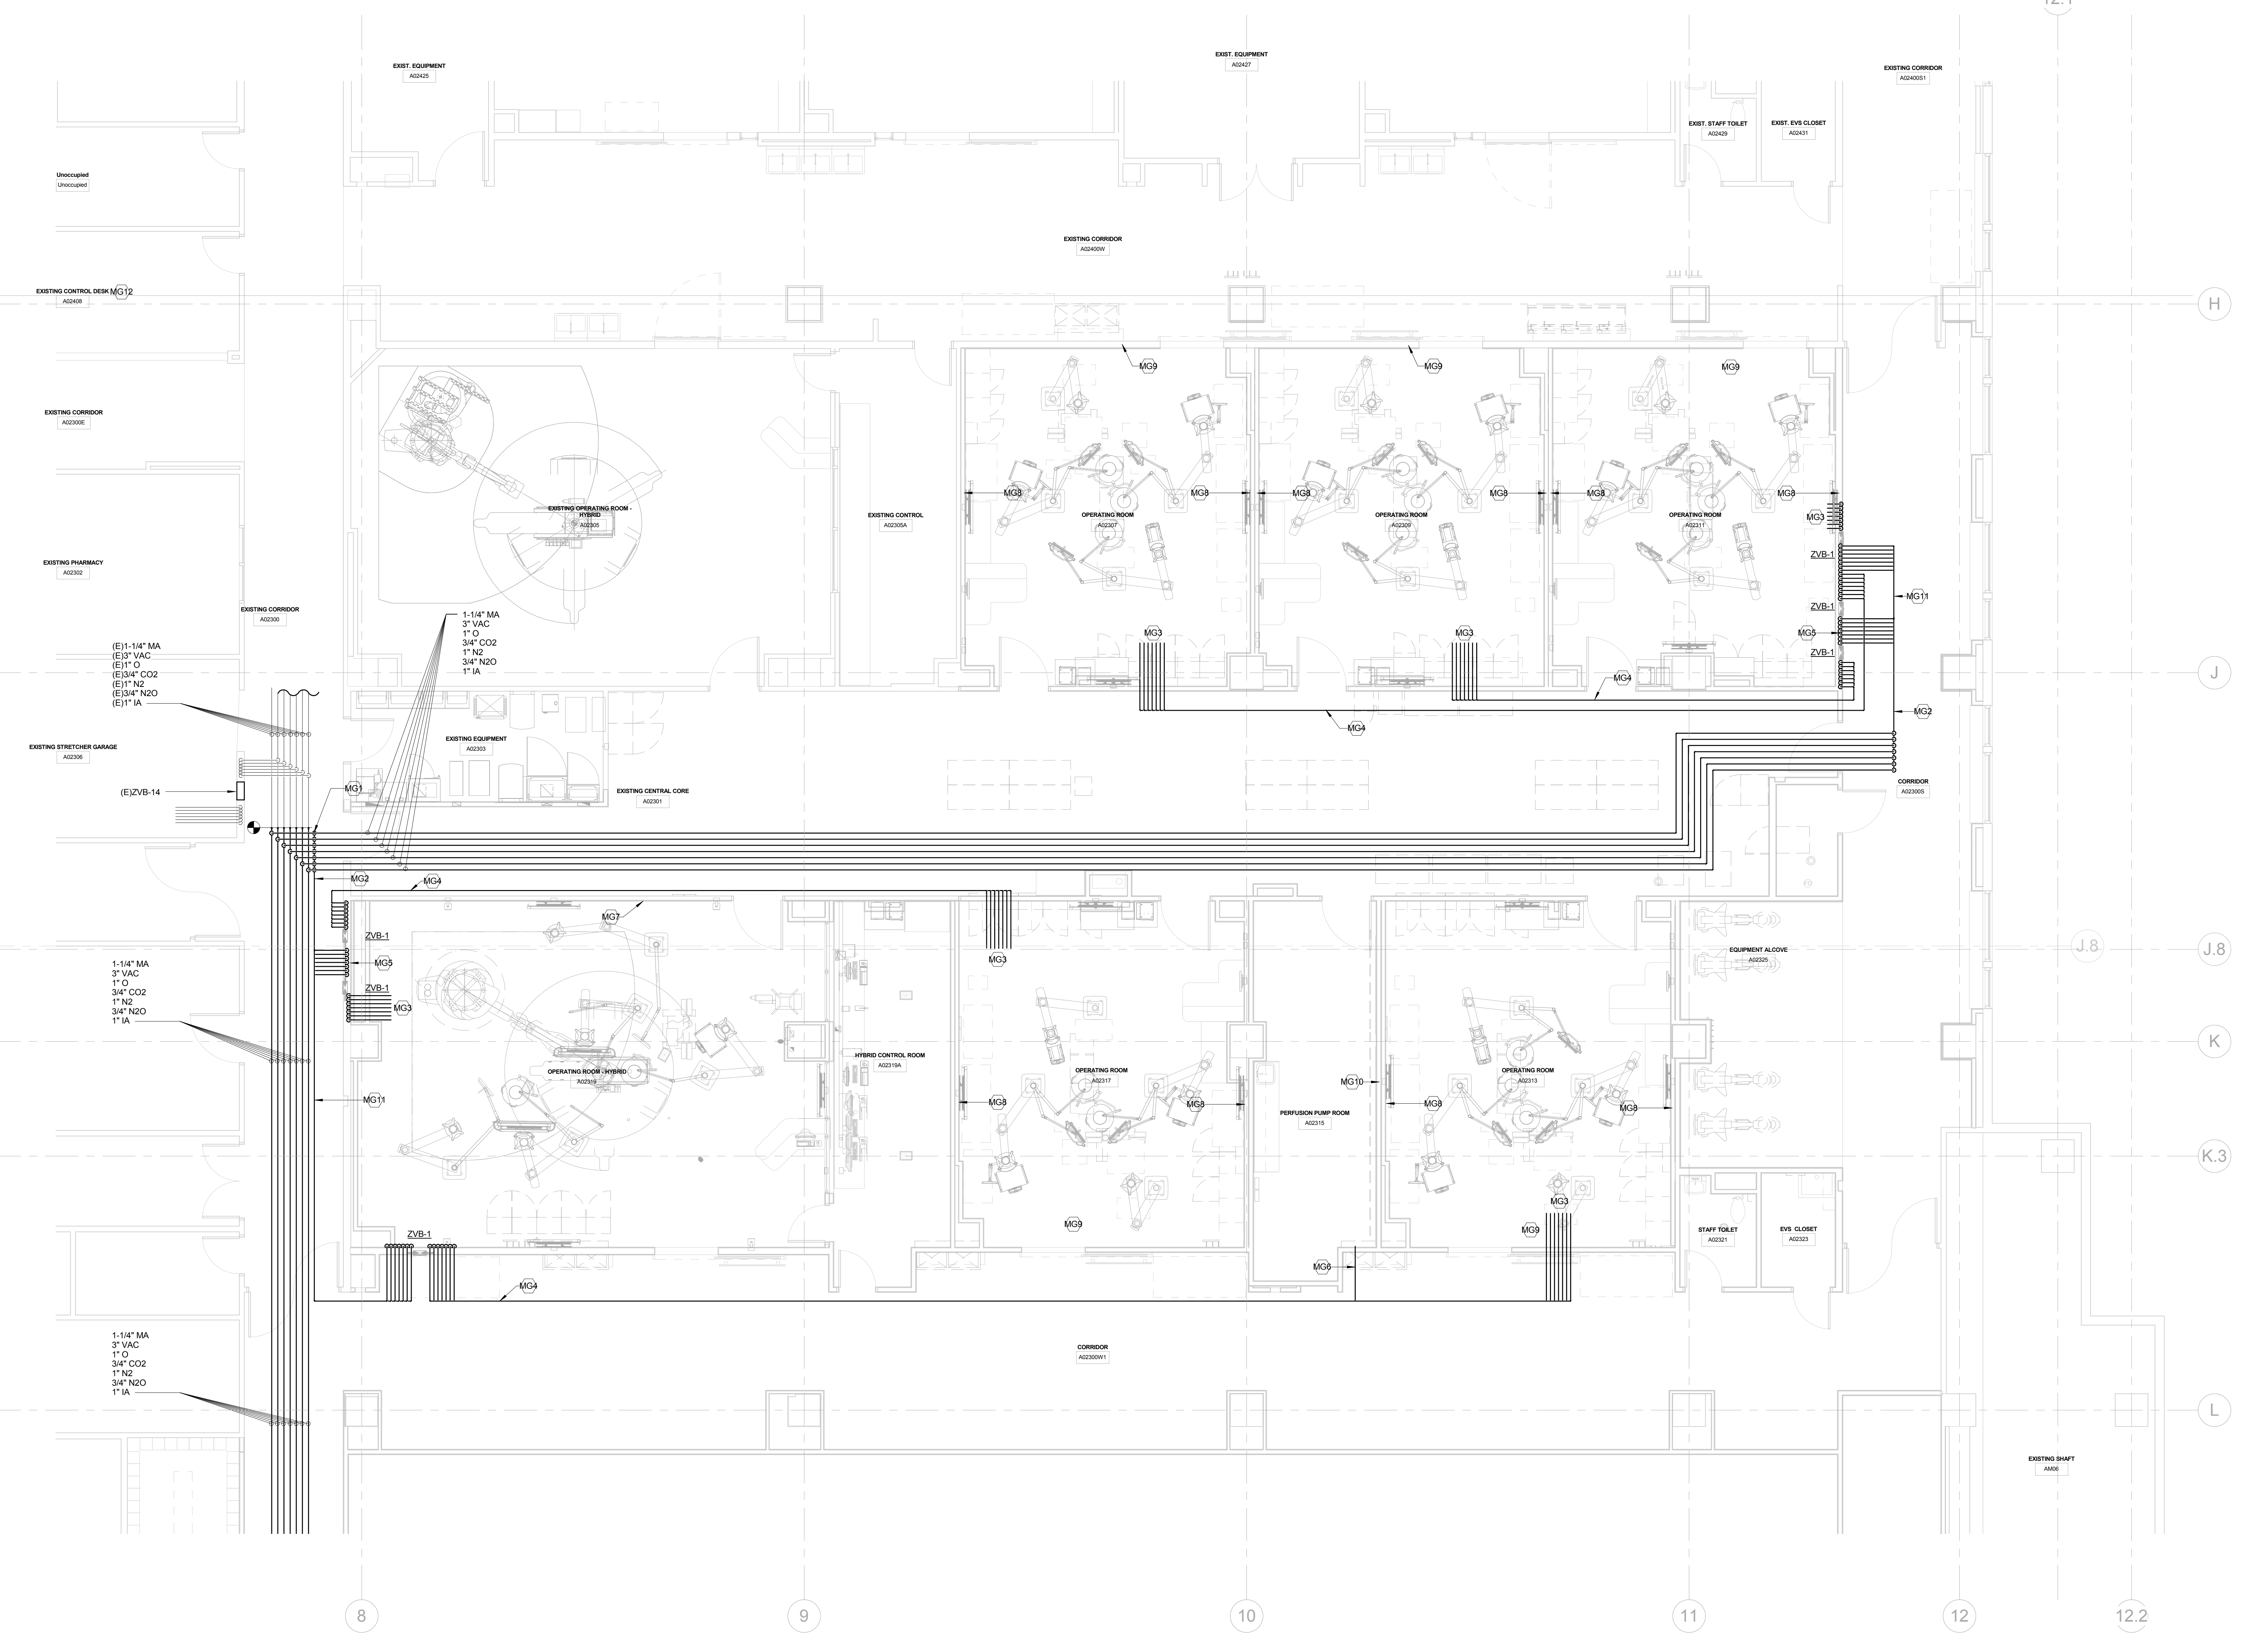 12.1
EXIST. EQUIPMENT
A02425
EXIST. EQUIPMENT
A02427
EXISTING CORRIDOR
A02400S1
EXIST. STAFF TOILET
A02429
EXIST. EVS CLOSET
A02431
Unoccupied
Unoccupied
EXISTING CORRIDOR
A02400W
EXISTING CONTROL DESK
A02408
MG12
H
MG9
MG9
MG9
EXISTING CORRIDOR
A02300E
EXISTING OPERATING ROOM -
HYBRID
A02305
EXISTING CONTROL
A02305A
MG8
MG8
MG8
MG8
MG8
MG8
OPERATING ROOM
A02307
OPERATING ROOM
A02309
OPERATING ROOM
A02311
MG3
ZVB-1
EXISTING PHARMACY
A02302
EXISTING CORRIDOR
A02300
MG11
ZVB-1
1-1/4" MA
3" VAC
1" O
3/4" CO2
1" N2
3/4" N2O
1" IA
MG3
MG3
MG5
ZVB-1
(E)1-1/4" MA
(E)3" VAC
(E)1" O
(E)3/4" CO2
(E)1" N2
(E)3/4" N2O
(E)1" IA
J
MG4
MG4
MG2
EXISTING STRETCHER GARAGE
A02306
EXISTING EQUIPMENT
A02303
(E)ZVB-14
MG1
EXISTING CENTRAL CORE
A02301
CORRIDOR
A02300S
MG2
MG4
MG7
ZVB-1
MG5
ZVB-1
MG3
MG3
EQUIPMENT ALCOVE
A02325
J.8
J.8
1-1/4" MA
3" VAC
1" O
3/4" CO2
1" N2
3/4" N2O
1" IA
K
OPERATING ROOM - HYBRID
A02319
HYBRID CONTROL ROOM
A02319A
OPERATING ROOM
A02317
MG10
OPERATING ROOM
A02313
MG11
MG8
MG8
MG8
MG8
PERFUSION PUMP ROOM
A02315
K.3
MG3
MG9
MG9
ZVB-1
STAFF TOILET
A02321
EVS CLOSET
A02323
MG6
MG4
1-1/4" MA
3" VAC
1" O
3/4" CO2
1" N2
3/4" N2O
1" IA
CORRIDOR
A02300W1
L
EXISTING SHAFT
AM06
8
9
10
11
12
12.2